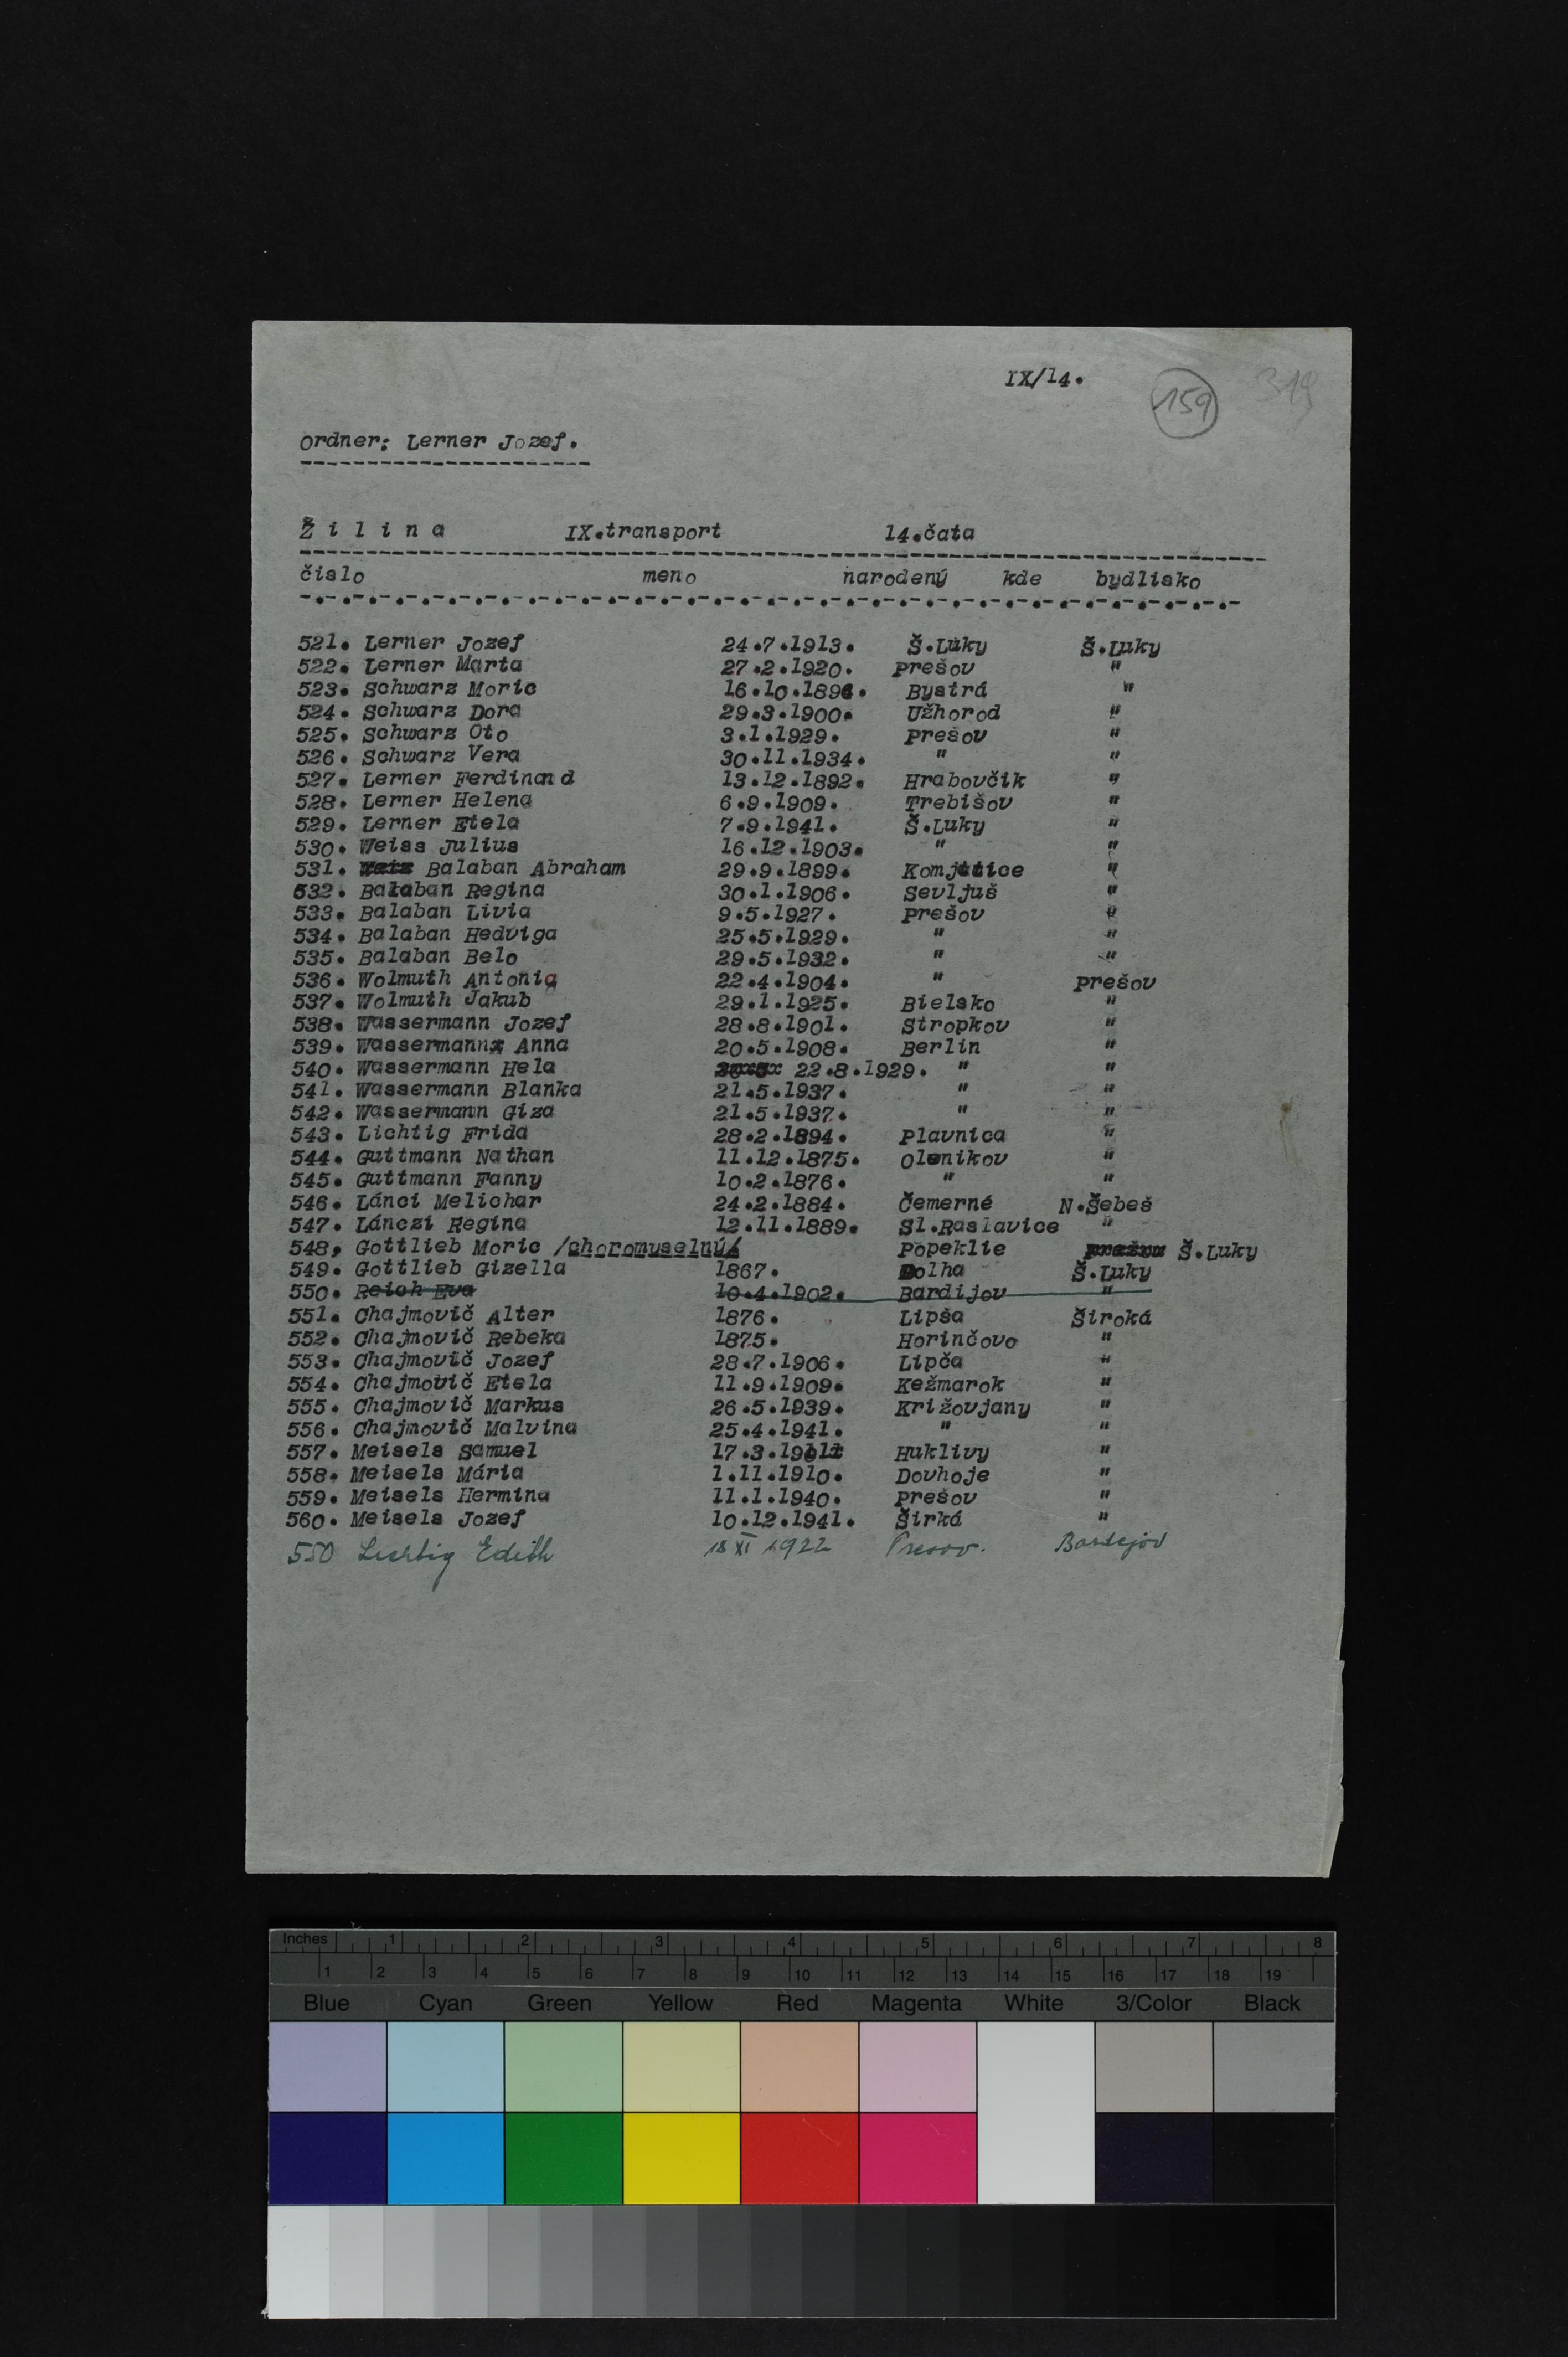 IX/14.
159 319
Ordner: Lerner Jozef.
Ž i l i n a IX.transport 14.čata
číslo meno narodený kde bydlisko
521. Lerner Jozef 24.7.1913. Š.Luky Š.Luky
522. Lerner Marta 27.2.1920. Prešov "
523. Schwarz Moric 16.10.1896. Bystrá "
524. Schwarz Dora 29.3.1900. Užhorod "
525. Schwarz Oto 3.1.1929. Prešov "
526. Schwarz Vera 30.11.1934. " "
527. Lerner Ferdinand 13.12.1892. Hrabovčik "
528. Lerner Helena 6.9.1909. Trebišov "
529. Lerner Etela 7.9.1941. Š.Luky "
530. Weiss Julius 16.12.1903. " "
531. Balaban Abraham 29.9.1899. Komjttice "
532. Balaban Regina 30.1.1906. Sevljuš "
533. Balaban Livia 9.5.1927. Prešov "
534. Balaban Hedviga 25.5.1929. " "
535. Balaban Belo 29.5.1932. " "
536. Wolmuth Antonia 22.4.1904. " Prešov
537. Wolmuth Jakub 29.1.1925. Bielsko "
538. Wassermann Jozef 28.8.1901. Stropkov "
539. Wassermannx Anna 20.5.1908. Berlin "
540. Wassermann Hela 22.8.1929. " "
541. Wassermann Blanka 21.5.1937. " "
542. Wassermann Giza 21.5.1937. " "
543. Lichtig Frida 28.2.1894. Plavnica "
544. Guttmann Nathan 11.12.1875. Olenikov "
545. Guttmann Fanny 10.2.1876. " "
546. Lánci Melichar 24.2.1884. Čemerné N.Šebeš
547. Lánczi Regina 12.11.1889. Sl.Raslavice "
548, Gottlieb Moric /choromyselný/ Popeklie Š.Luky
549. Gottlieb Gizella 1867. Dolha Š.Luky
550. Reich Eva 10.4.1902. Bardijov "
551. Chajmovič Alter 1876. Lipša Široká
552. Chajmovič Rebeka 1875. Horinčovo "
553. Chajmovič Jozef 28.7.1906. Lipča "
554. Chajmovič Etela 11.9.1909. Kežmarok "
555. Chajmovič Markus 26.5.1939. Križovjany "
556. Chajmovič Malvina 25.4.1941. " "
557. Meisels Samuel 17.3. Huklivy "
558. Meisels Mária 1.11.1910. Dovhoje "
559. Meisels Hermina 11.1.1940. Prešov "
560. Meisels Jozef 10.12.1941. Širká "
550 Lichtig Edith 18 XI 1922 Presov. Bardejov
Inches 1 2 3 4 5 6 7 8
1 2 3 4 5 6 7 8 9 10 11 12 13 14 15 16 17 18 19
Blue Cyan Green Yellow Red Magenta White 3/Color Black